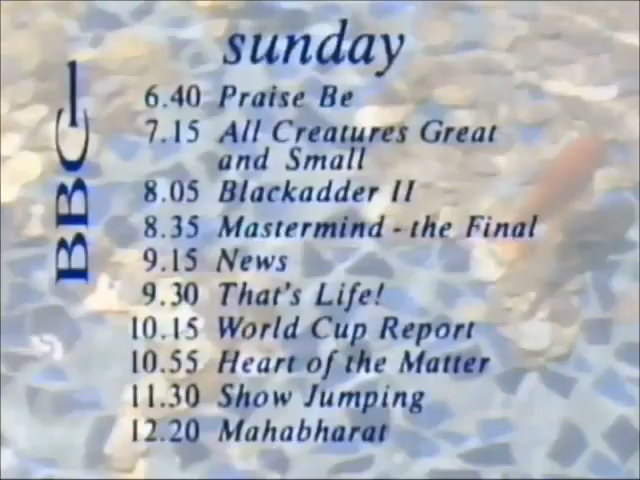 sunday
BBC1
6.40 Praise Be
7.15 All Creatures Great
and Small
8.05 Blackadder II
8.35 Mastermind - the Final
9.15 News
9.30 That's Life!
10.15 World Cup Report
10.55 Heart of the Matter
11.30 Show Jumping
12.20 Mahabharat